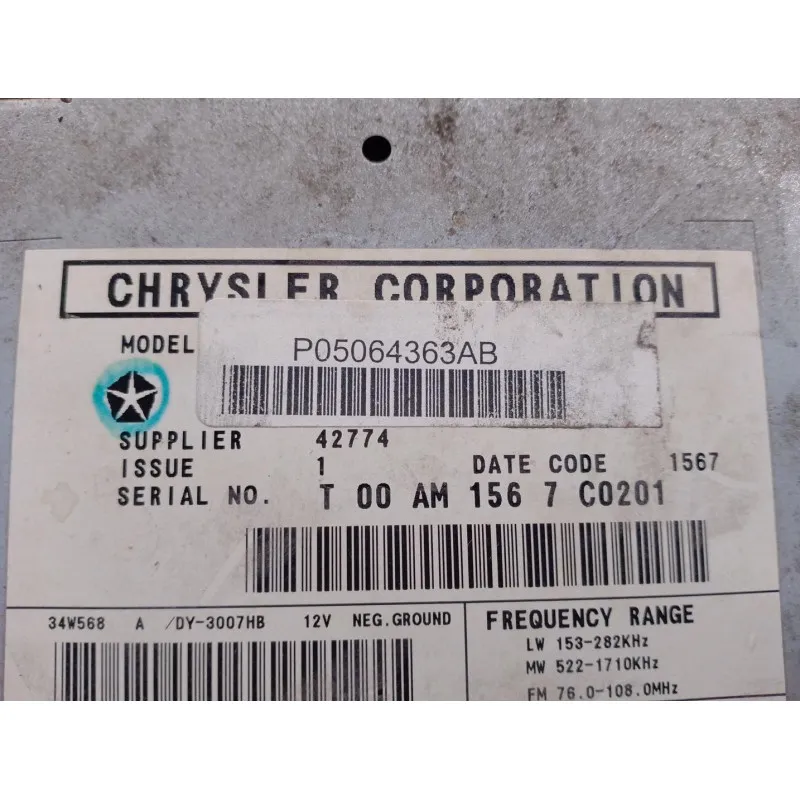 CHRYSLER CORPORATION
MODEL
P05064363AB
SUPPLIER 42774
ISSUE 1 DATE CODE 1567
SERIAL NO. T 00 AM 156 7 C0201
34W568 A /DY-3007HB 12V NEG.GROUND
FREQUENCY RANGE
LW 153-282KHz
MW 522-1710KHz
FM 76.0-108.0MHz